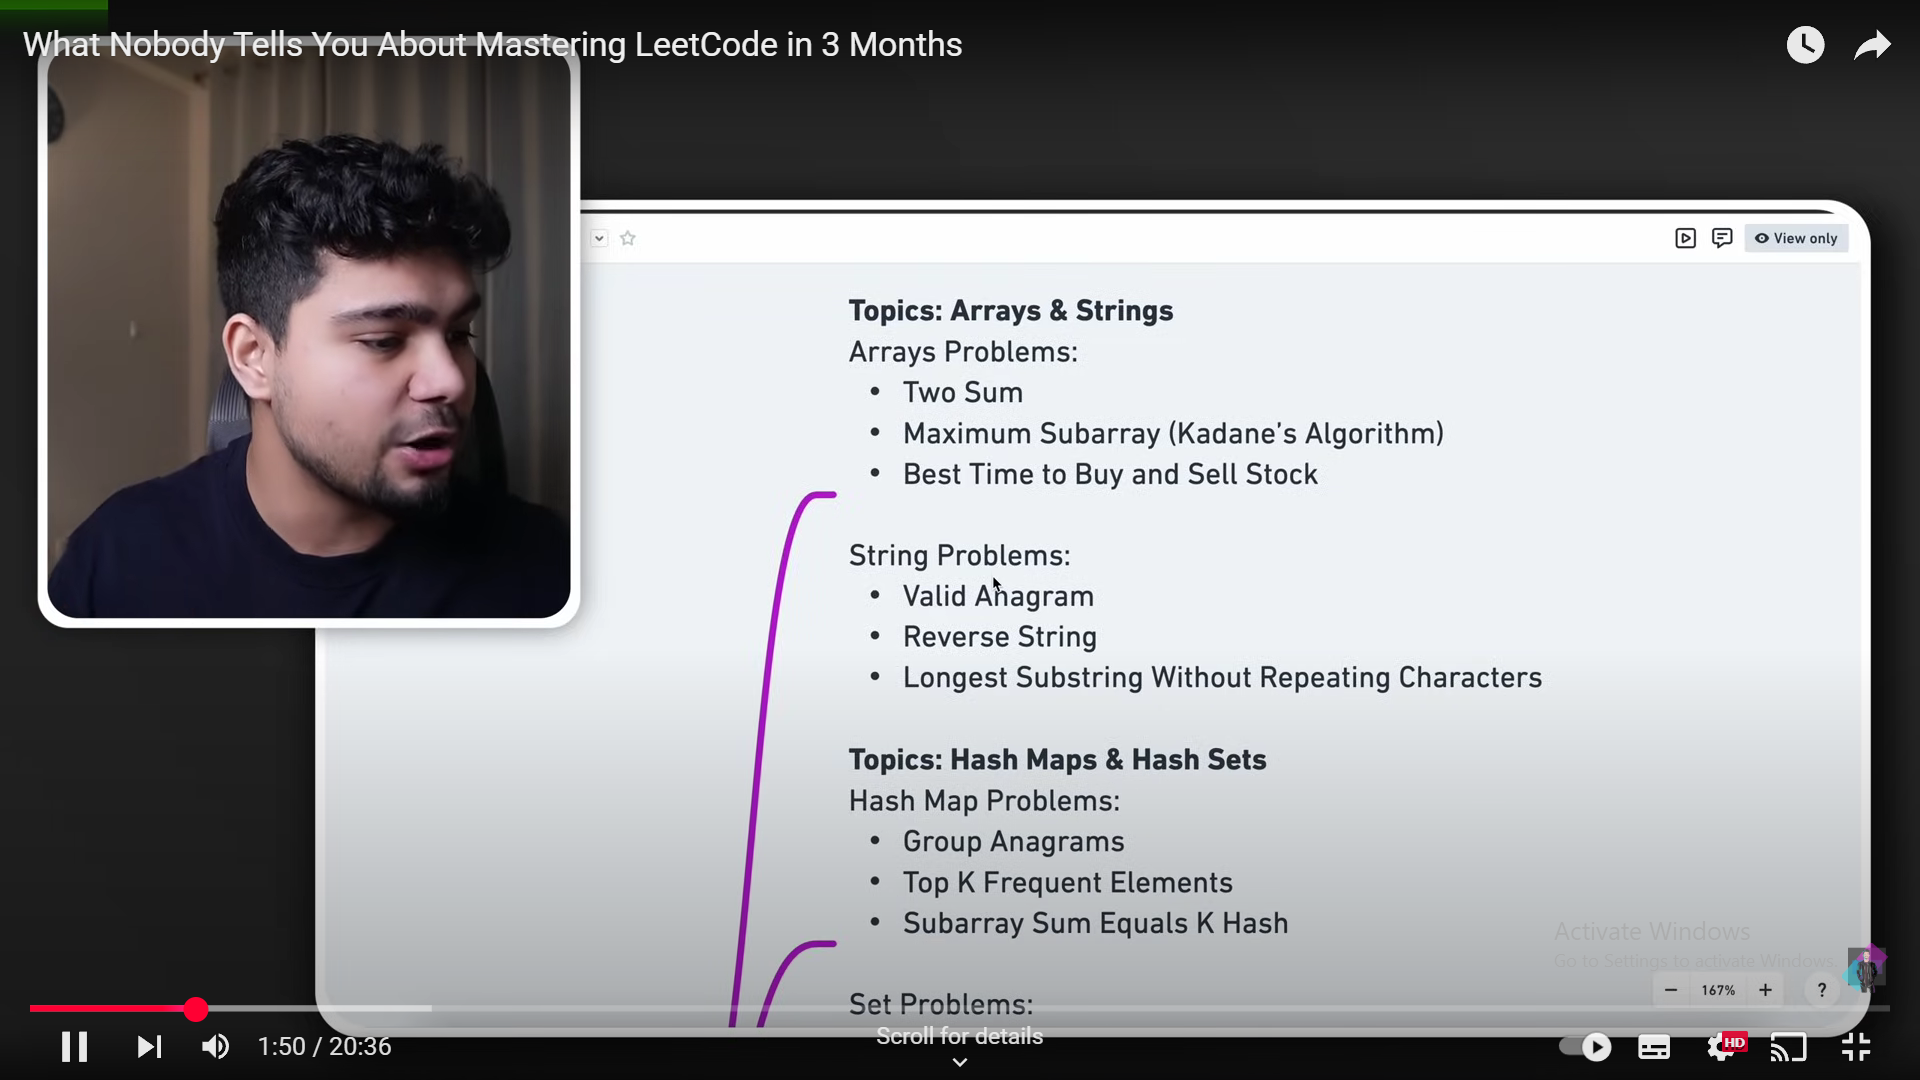 What Nobody Tells You About Mastering LeetCode in 3 Months
View only
Topics: Arrays & Strings
Arrays Problems:
• Two Sum
• Maximum Subarray (Kadane's Algorithm)
• Best Time to Buy and Sell Stock
String Problems:
• Valid Anagram
• Reverse String
• Longest Substring Without Repeating Characters
Topics: Hash Maps & Hash Sets
Hash Map Problems:
• Group Anagrams
• Top K Frequent Elements
• Subarray Sum Equals K Hash
Activate Windows
Go to Settings to activate Windows.
− 167% + ?
Set Problems:
Scroll for details
1:50 / 20:36
HD